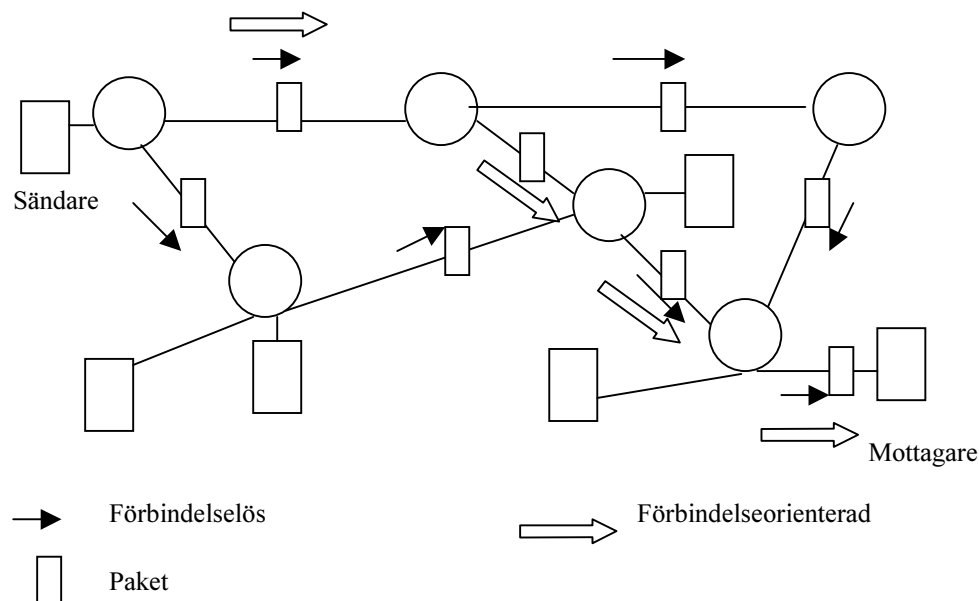 Sändare
Mottagare
Förbindelselös
Förbindelseorienterad
Paket